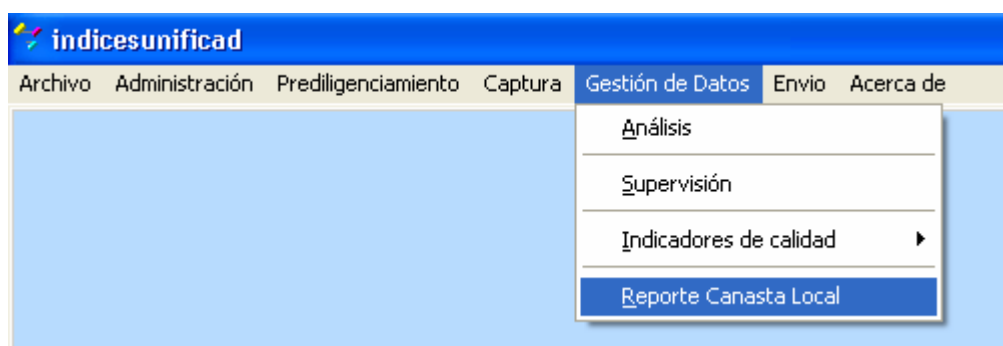 indicesunificad
Archivo Administración Prediligenciamiento Captura Gestión de Datos Envio Acerca de
Análisis
Supervisión
Indicadores de calidad
Reporte Canasta Local